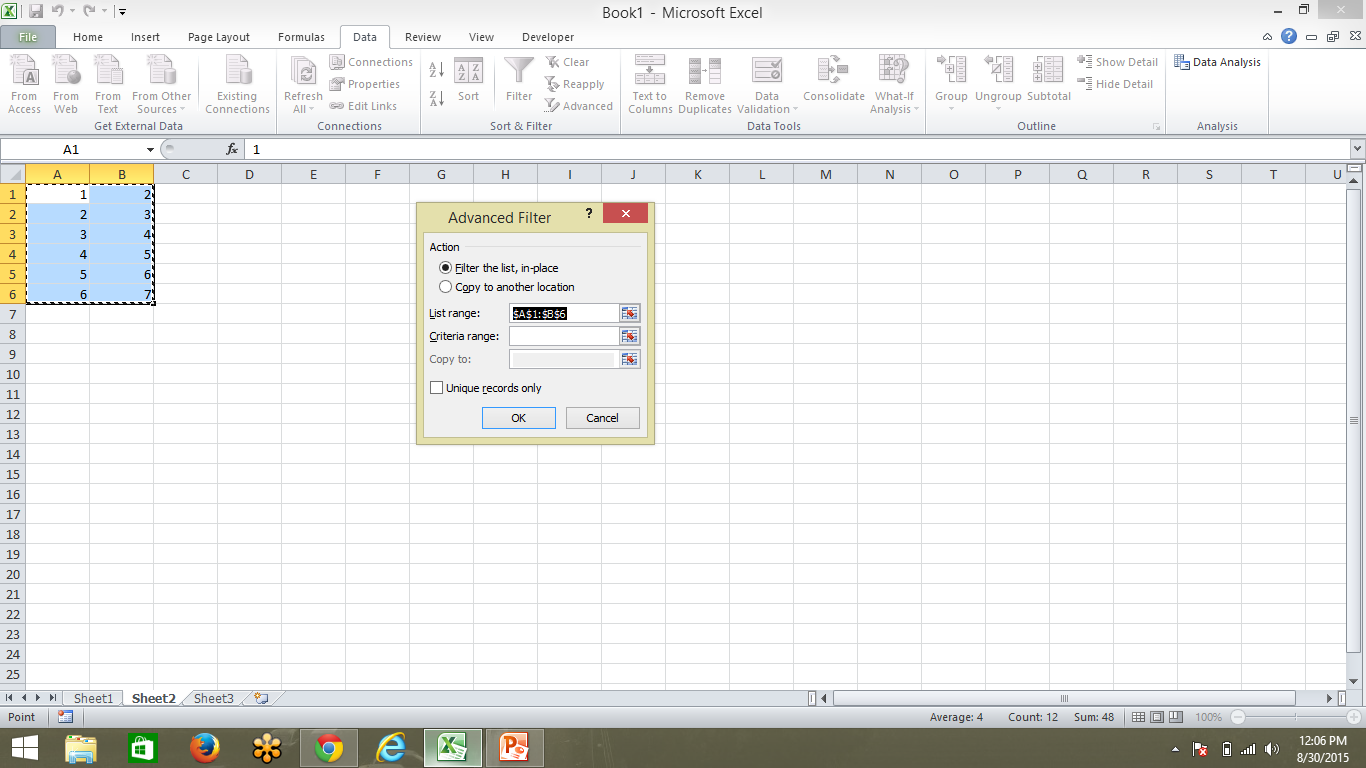 Book1 - Microsoft Excel
File Home Insert Page Layout Formulas Data Review View Developer
From Access
From Web
From Text
From Other Sources
Existing Connections
Get External Data
Refresh All
Connections
Properties
Edit Links
Connections
Sort
Filter
Clear
Reapply
Advanced
Sort & Filter
Text to Columns
Remove Duplicates
Data Validation
Consolidate
What-If Analysis
Data Tools
Group
Ungroup
Subtotal
Show Detail
Hide Detail
Outline
Data Analysis
Analysis
A1 fx 1
A B C D E F G H I J K L M N O P Q R S T U
1 1 2
2 2 3
3 3 4
4 4 5
5 5 6
6 6 7
7
8
9
10
11
12
13
14
15
16
17
18
19
20
21
22
23
24
25
Advanced Filter ?
Action
Filter the list, in-place
Copy to another location
List range: $A$1:$B$6
Criteria range:
Copy to:
Unique records only
OK Cancel
Sheet1 Sheet2 Sheet3
Point Average: 4 Count: 12 Sum: 48 100%
12:06 PM
8/30/2015